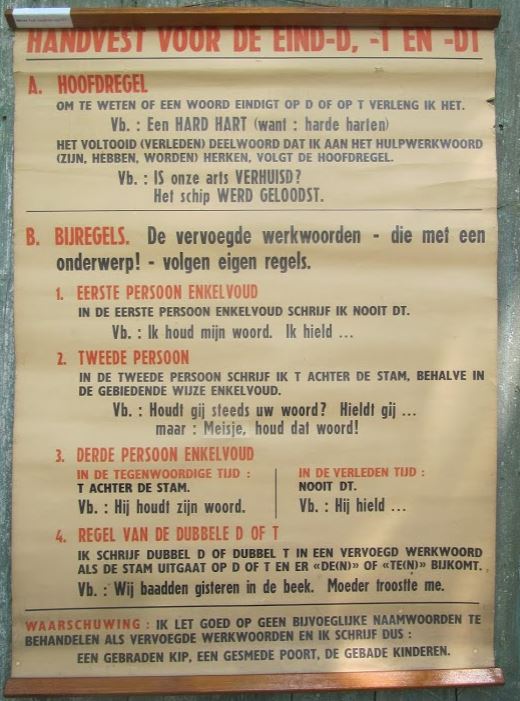 HANDVEST VOOR DE EIND-D, -T EN -DT
A. HOOFDREGEL
OM TE WETEN OF EEN WOORD EINDIGT OP D OF OP T VERLENG IK HET.
Vb. : Een HARD HART (want : harde harten)
HET VOLTOOID (VERLEDEN) DEELWOORD DAT IK AAN HET HULPWERKWOORD
(ZIJN, HEBBEN, WORDEN) HERKEN, VOLGT DE HOOFDREGEL.
Vb. : IS onze arts VERHUISD?
Het schip WERD GELOODST.
B. BIJREGELS. De vervoegde werkwoorden - die met een
onderwerp! - volgen eigen regels.
1. EERSTE PERSOON ENKELVOUD
IN DE EERSTE PERSOON ENKELVOUD SCHRIJF IK NOOIT DT.
Vb. : Ik houd mijn woord. Ik hield ...
2. TWEEDE PERSOON
IN DE TWEEDE PERSOON SCHRIJF IK T ACHTER DE STAM, BEHALVE IN
DE GEBIEDENDE WIJZE ENKELVOUD.
Vb. : Houdt gij steeds uw woord? Hieldt gij ...
maar : Meisje, houd dat woord!
3. DERDE PERSOON ENKELVOUD
IN DE TEGENWOORDIGE TIJD :
T ACHTER DE STAM.
Vb. : Hij houdt zijn woord.
IN DE VERLEDEN TIJD :
NOOIT DT.
Vb. : Hij hield ...
4. REGEL VAN DE DUBBELE D OF T
IK SCHRIJF DUBBEL D OF DUBBEL T IN EEN VERVOEGD WERKWOORD
ALS DE STAM UITGAAT OP D OF T EN ER «DE(N)» OF «TE(N)» BIJKOMT.
Vb. : Wij baadden gisteren in de beek. Moeder troostte me.
WAARSCHUWING : IK LET GOED OP GEEN BIJVOEGLIJKE NAAMWOORDEN TE
BEHANDELEN ALS VERVOEGDE WERKWOORDEN EN IK SCHRIJF DUS :
EEN GEBRADEN KIP, EEN GESMEDE POORT, DE GEBADE KINDEREN.